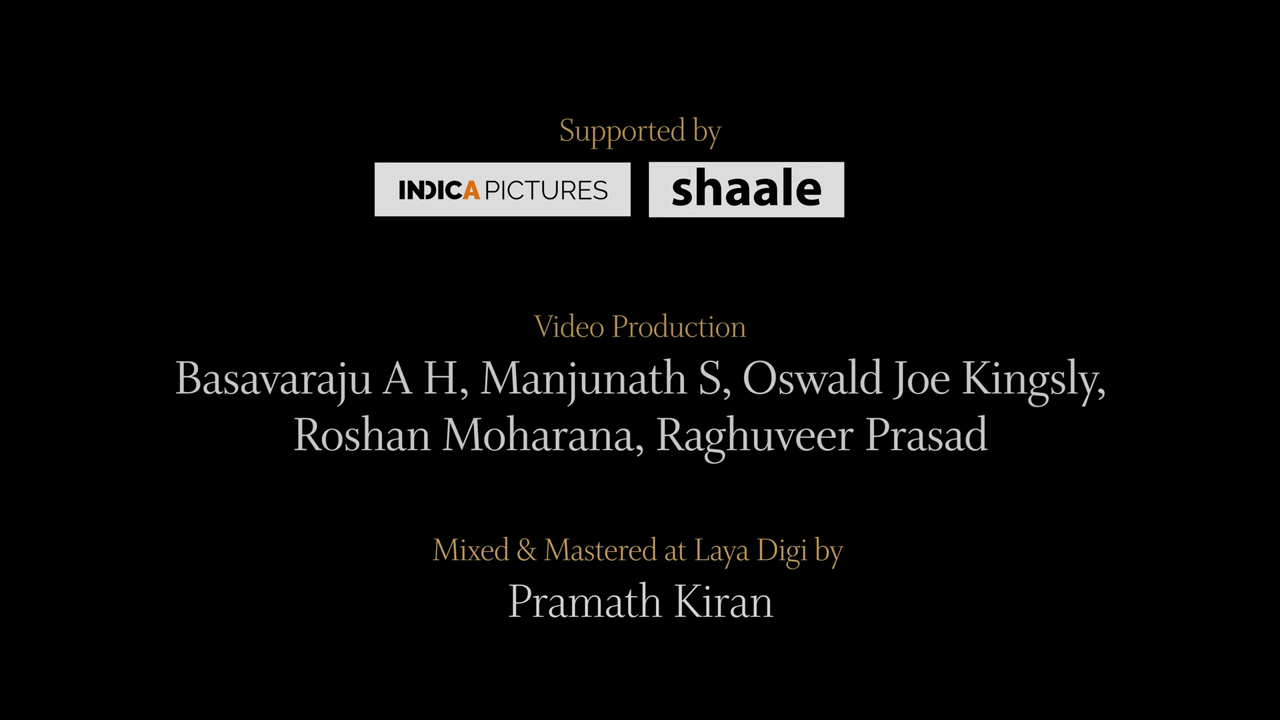 Supported by
INDICA PICTURES shaale
Video Production
Basavaraju A H, Manjunath S, Oswald Joe Kingsly,
Roshan Moharana, Raghuveer Prasad
Mixed & Mastered at Laya Digi by
Pramath Kiran